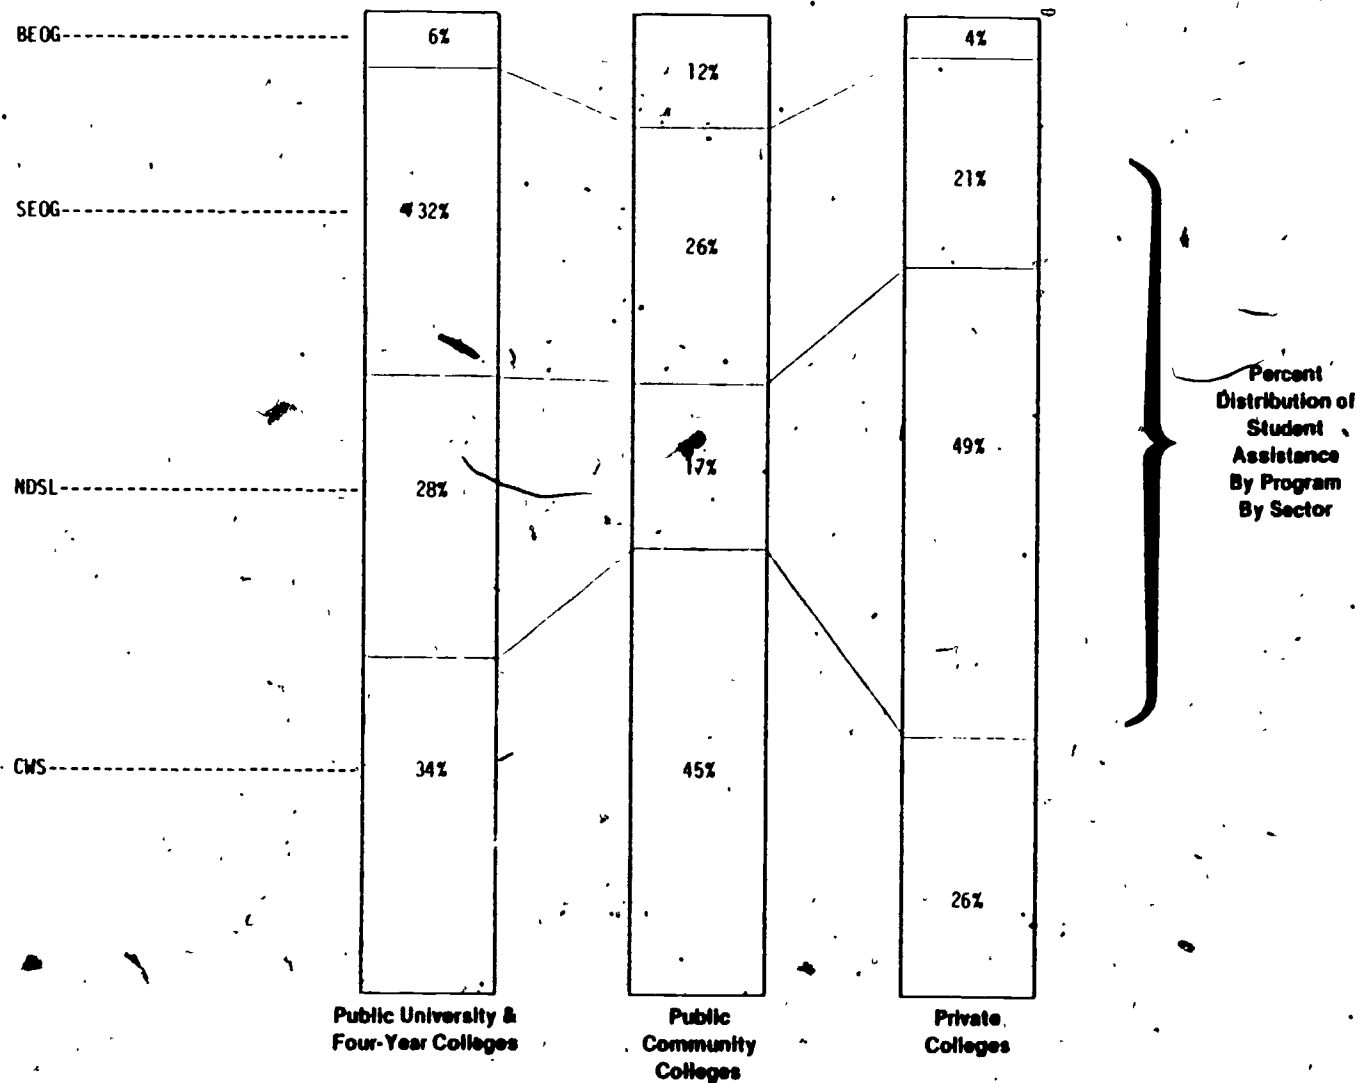 BEOG
6%
12%
4%
SEOG
32%
26%
21%
NDSL
28%
17%
49%
CWS
34%
45%
26%
Percent
Distribution of
Student
Assistance
By Program
By Sector
Public University &
Four-Year Colleges
Public
Community
Colleges
Private
Colleges